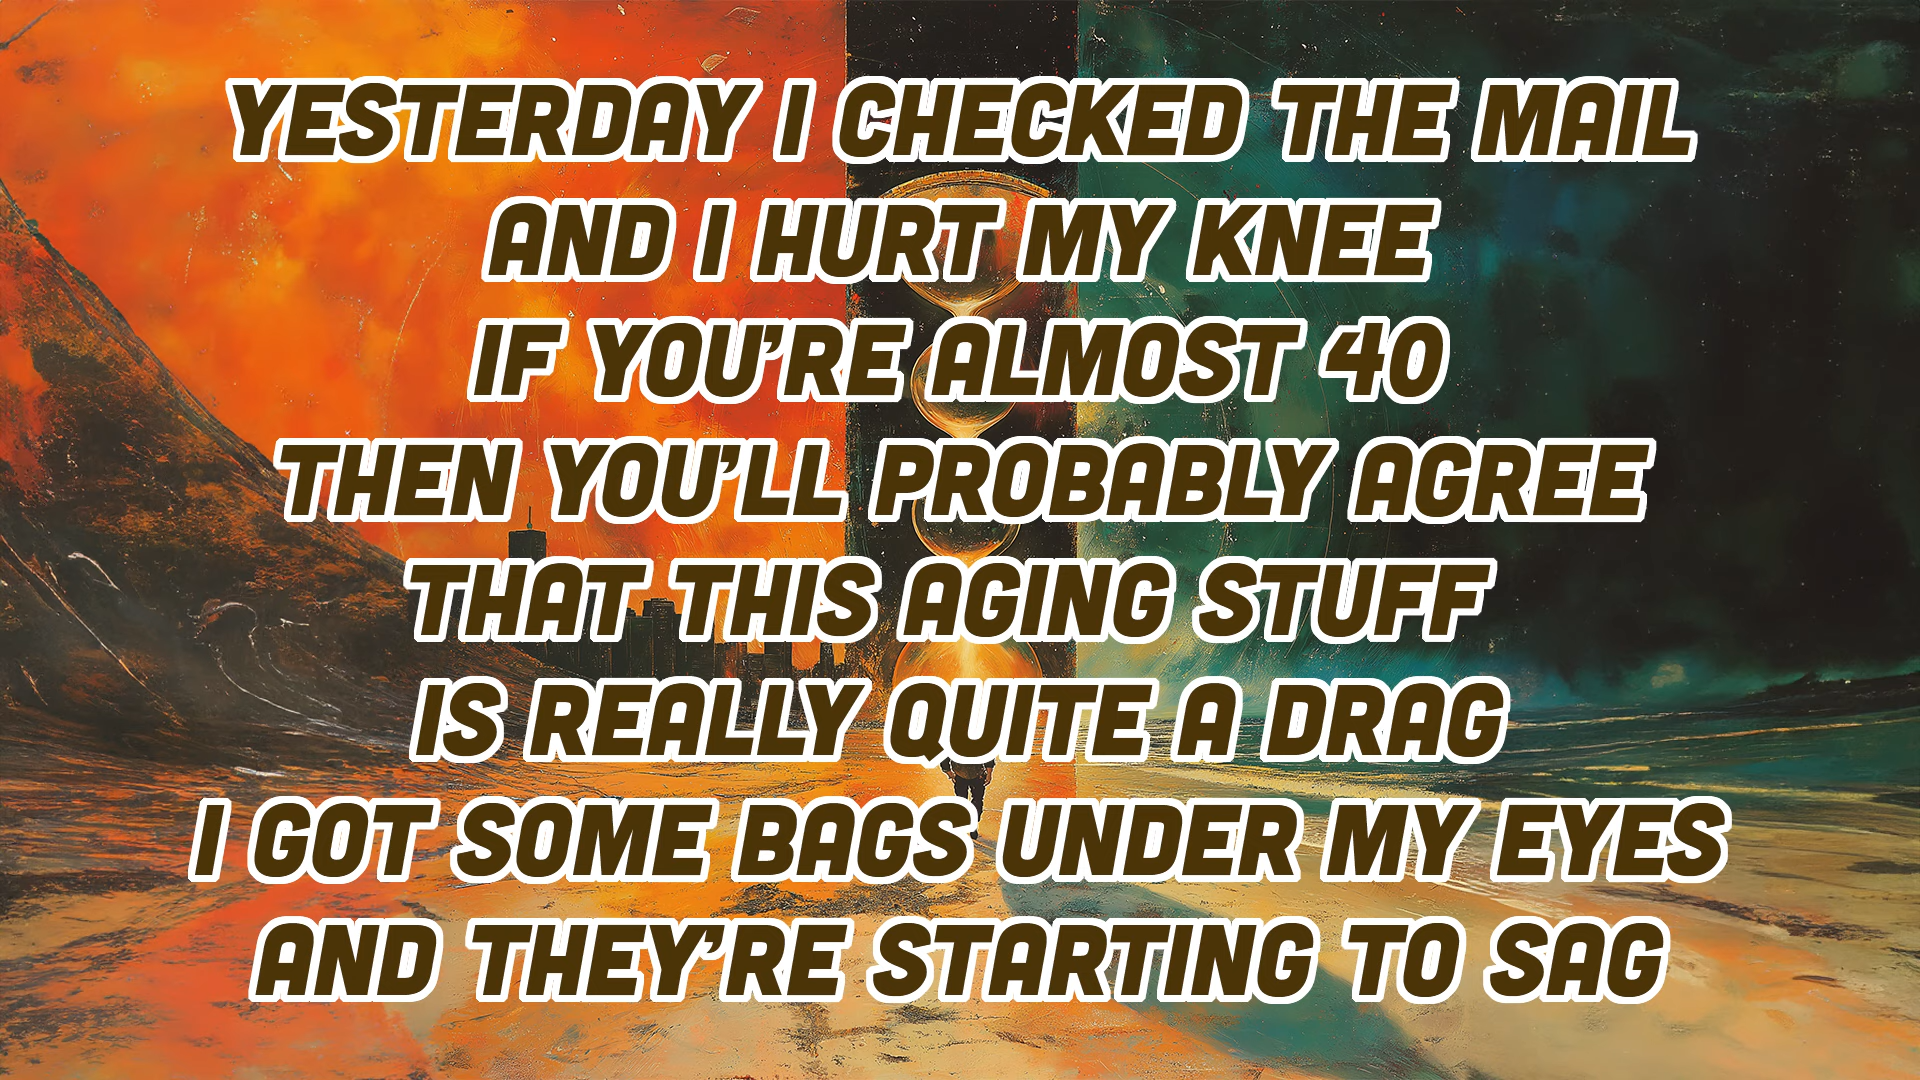 YESTERDAY I CHECKED THE MAIL
AND I HURT MY KNEE
IF YOU'RE ALMOST 40
THEN YOU'LL PROBABLY AGREE
THAT THIS AGING STUFF
IS REALLY QUITE A DRAG
I GOT SOME BAGS UNDER MY EYES
AND THEY'RE STARTING TO SAG